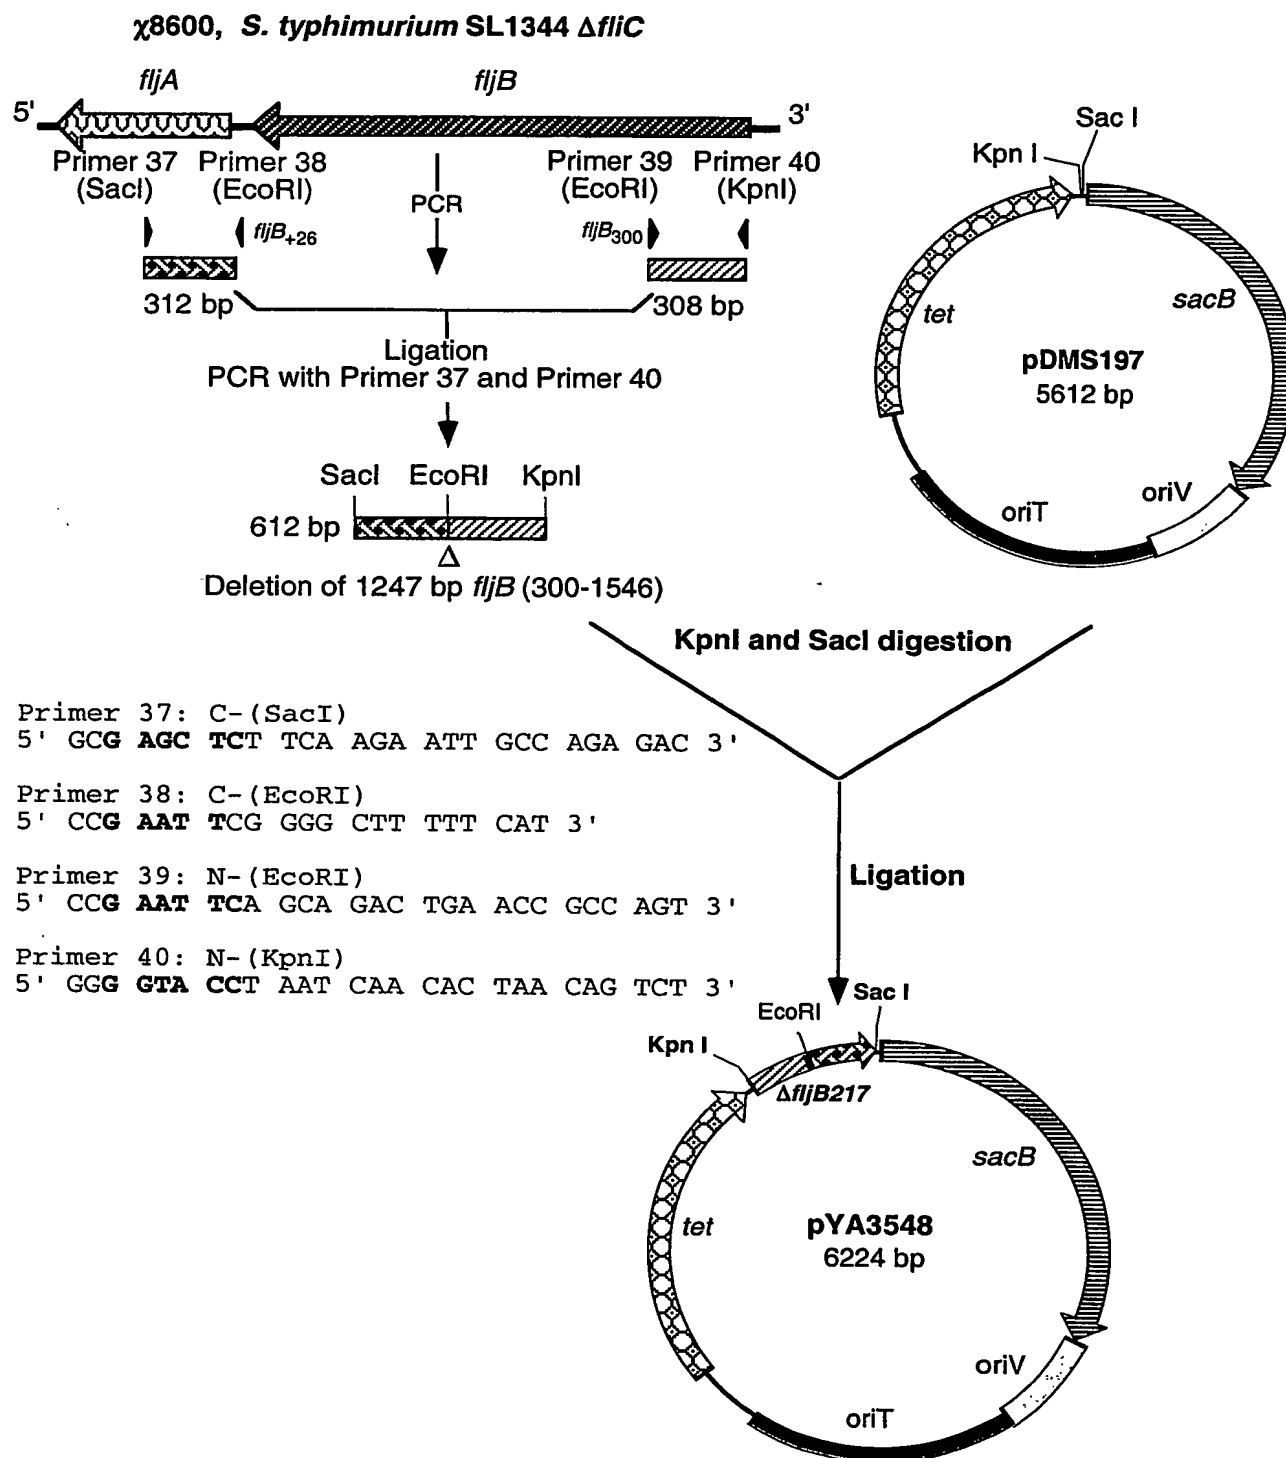 χ8600, S. typhimurium SL1344 ΔfliC
fljA
fljB
5'
3'
Primer 37
(SacI)
Primer 38
(EcoRI)
Primer 39
(EcoRI)
Primer 40
(KpnI)
PCR
fljB+26
fljB300
312 bp
308 bp
Ligation
PCR with Primer 37 and Primer 40
SacI EcoRI KpnI
612 bp
Δ
Deletion of 1247 bp fljB (300-1546)
Sac I
Kpn I
tet
sacB
pDMS197
5612 bp
oriV
oriT
KpnI and SacI digestion
Primer 37: C-(SacI)
5' GCG AGC TCT TCA AGA ATT GCC AGA GAC 3'
Primer 38: C-(EcoRI)
5' CCG AAT TCG GGG CTT TTT CAT 3'
Primer 39: N-(EcoRI)
5' CCG AAT TCA GCA GAC TGA ACC GCC AGT 3'
Primer 40: N-(KpnI)
5' GGG GTA CCT AAT CAA CAC TAA CAG TCT 3'
Ligation
EcoRI
Sac I
Kpn I
ΔfljB217
tet
sacB
pYA3548
6224 bp
oriV
oriT